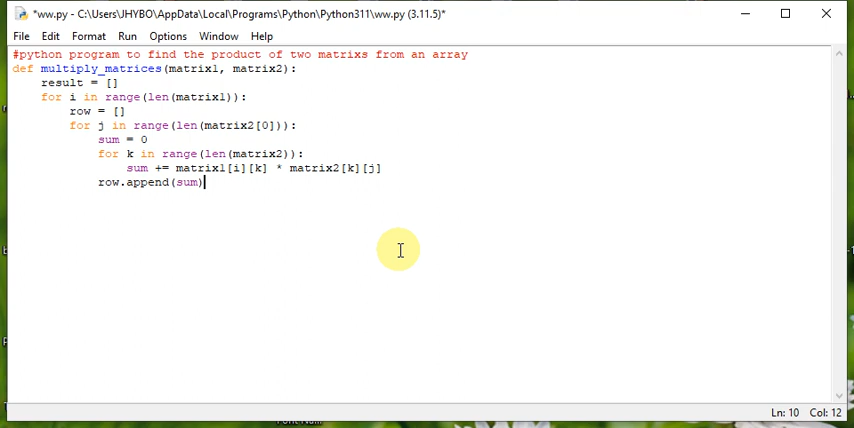 *ww.py - C:\Users\JHYBO\AppData\Local\Programs\Python\Python311\ww.py (3.11.5)*
File Edit Format Run Options Window Help
#python program to find the product of two matrixs from an array
def multiply_matrices(matrix1, matrix2):
    result = []
    for i in range(len(matrix1)):
        row = []
        for j in range(len(matrix2[0])):
            sum = 0
            for k in range(len(matrix2)):
                sum += matrix1[i][k] * matrix2[k][j]
            row.append(sum)
Ln: 10 Col: 12